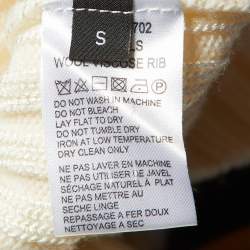 S
702
LS
WOOL VISCOSE RIB
DO NOT WASH IN MACHINE
DO NOT BLEACH
LAY FLAT TO DRY
DO NOT TUMBLE DRY
IRON AT LOW TEMPERATURE
DRY CLEAN ONLY
NE PAS LAVER EN MACHINE
NE PAS UTILISER DE JAVEL
SÉCHAGE NATUREL À PLAT
NE PAS METTRE AU
SECHE LINGE
REPASSAGE A FER DOUX
NETTOYAGE A SEC